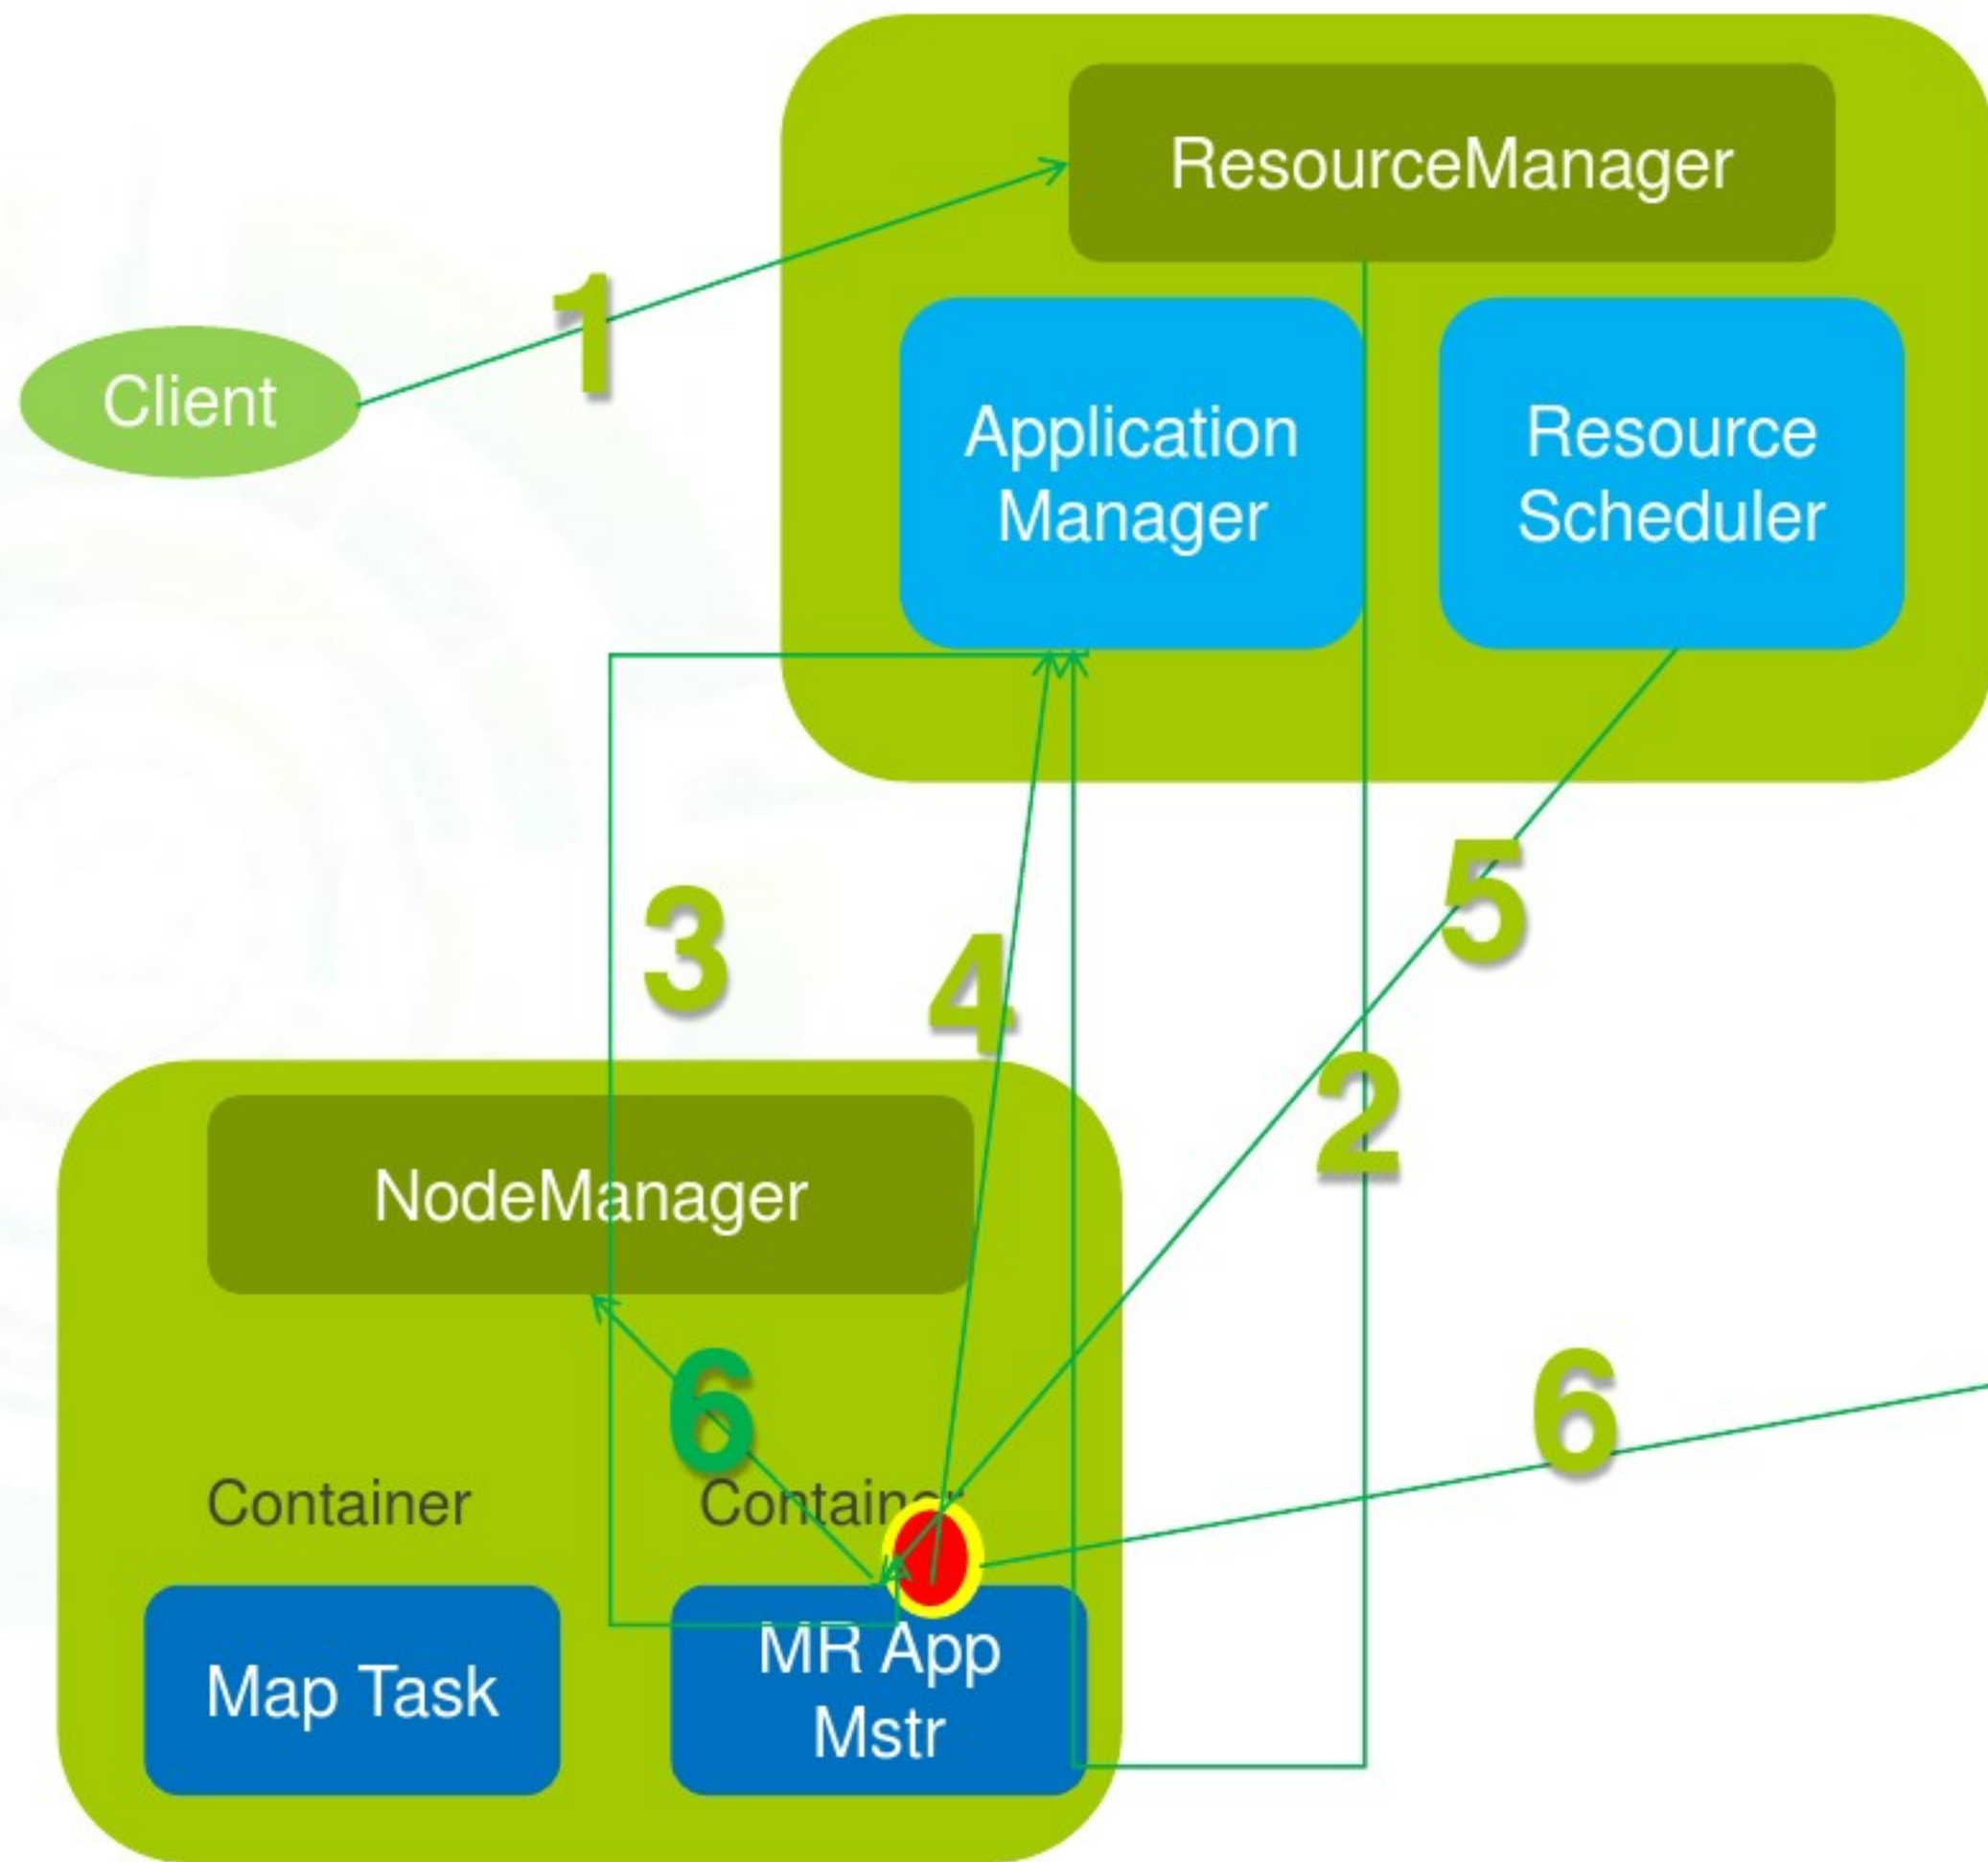 ResourceManager
Client
1
Application
Manager
Resource
Scheduler
3
4
5
2
NodeManager
6
6
Container
Container
Map Task
MR App
Mstr